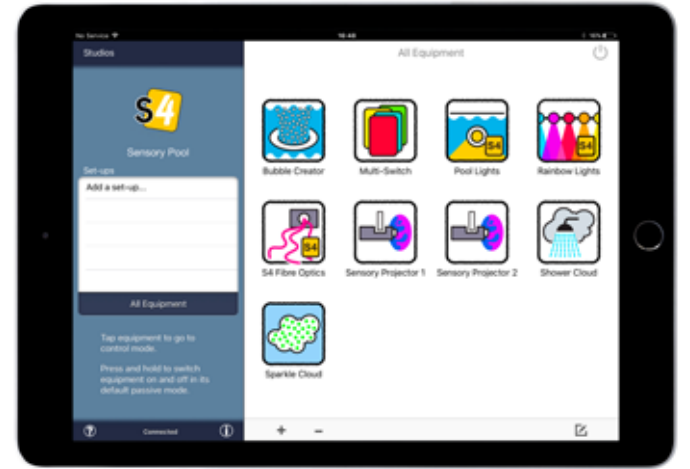 No Service
16:48
10%
Studios
All Equipment
S4
Sensory Pool
Set-ups
Add a set-up...
All Equipment
Tap equipment to go to
control mode.
Press and hold to switch
equipment on and off in its
default passive mode.
Connected
Bubble Creator
Multi-Switch
S4
Pool Lights
S4
Rainbow Lights
S4
S4 Fibre Optics
Sensory Projector 1
Sensory Projector 2
Shower Cloud
Sparkle Cloud